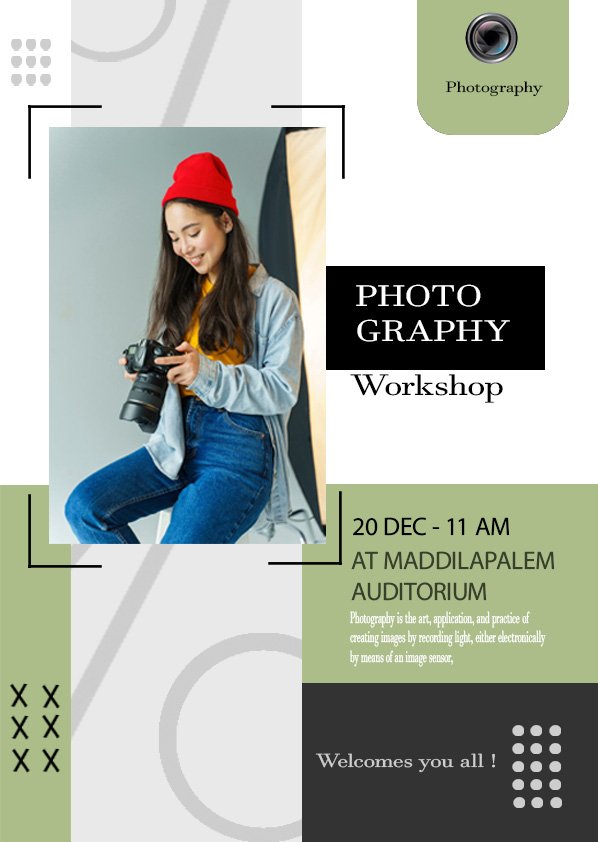 Photography
PHOTO
GRAPHY
Workshop
20 DEC - 11 AM
AT MADDILAPALEM
AUDITORIUM
Photography is the art, application, and practice of
creating images by recording light, either electronically
by means of an image sensor,
X X
X X
X X
Welcomes you all !